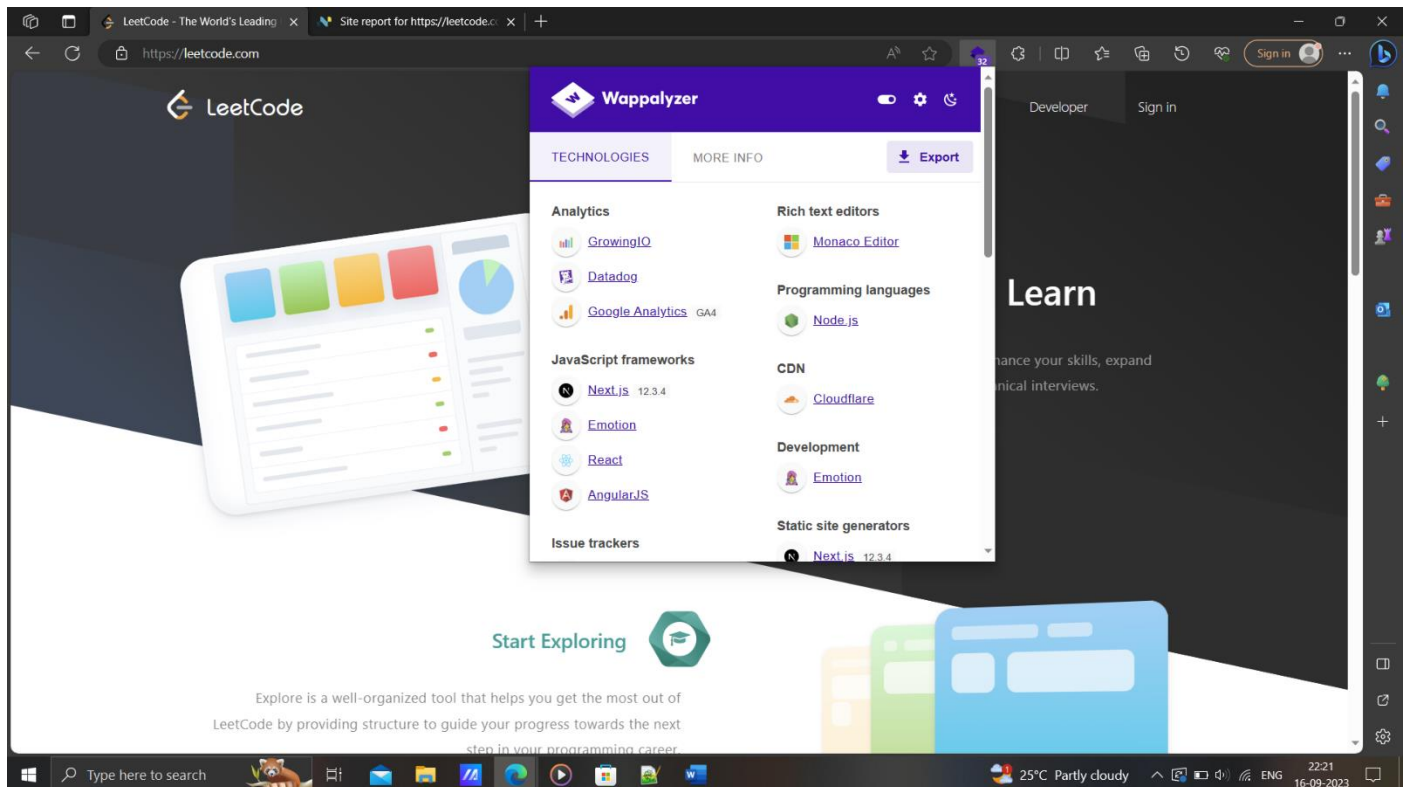 LeetCode - The World's Leading
Site report for https://leetcode.c
https://leetcode.com
32
Sign in
LeetCode
Developer
Sign in
Wappalyzer
TECHNOLOGIES
MORE INFO
Export
Analytics
GrowingIO
Datadog
Google Analytics GA4
JavaScript frameworks
Next.js 12.3.4
Emotion
React
AngularJS
Issue trackers
Rich text editors
Monaco Editor
Programming languages
Node.js
CDN
Cloudflare
Development
Emotion
Static site generators
Next.js 12.3.4
Learn
hance your skills, expand
nical interviews.
Start Exploring
Explore is a well-organized tool that helps you get the most out of
LeetCode by providing structure to guide your progress towards the next
step in your programming career.
Type here to search
25°C Partly cloudy
ENG
22:21
16-09-2023